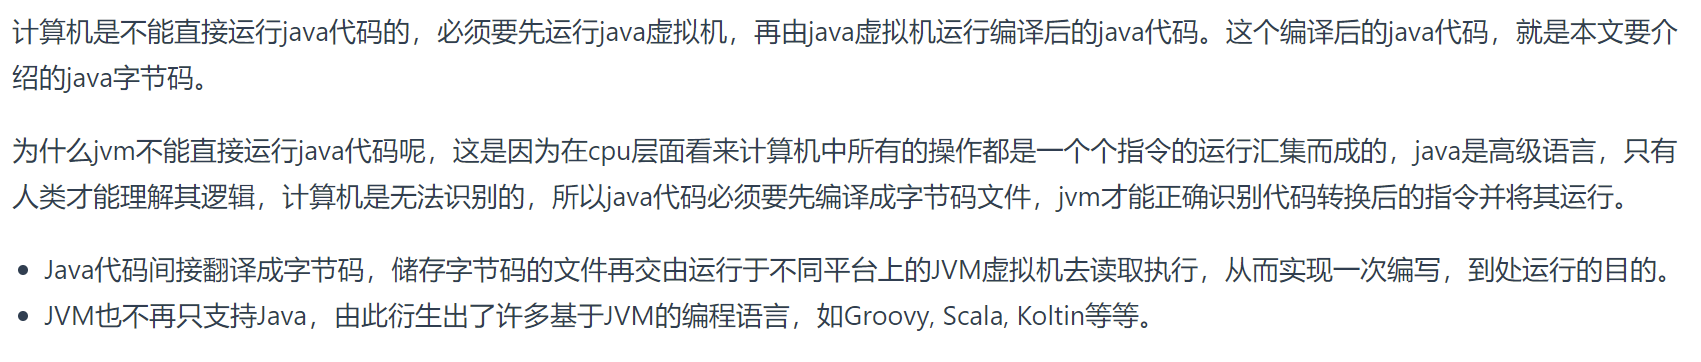 计算机是不能直接运行java代码的，必须要先运行java虚拟机，再由java虚拟机运行编译后的java代码。这个编译后的java代码，就是本文要介
绍的java字节码。
为什么jvm不能直接运行java代码呢，这是因为在cpu层面看来计算机中所有的操作都是一个个指令的运行汇集而成的，java是高级语言，只有
人类才能理解其逻辑，计算机是无法识别的，所以java代码必须要先编译成字节码文件，jvm才能正确识别代码转换后的指令并将其运行。
• Java代码间接翻译成字节码，储存字节码的文件再交由运行于不同平台上的JVM虚拟机去读取执行，从而实现一次编写，到处运行的目的。
• JVM也不再只支持Java，由此衍生出了许多基于JVM的编程语言，如Groovy, Scala, Koltin等等。